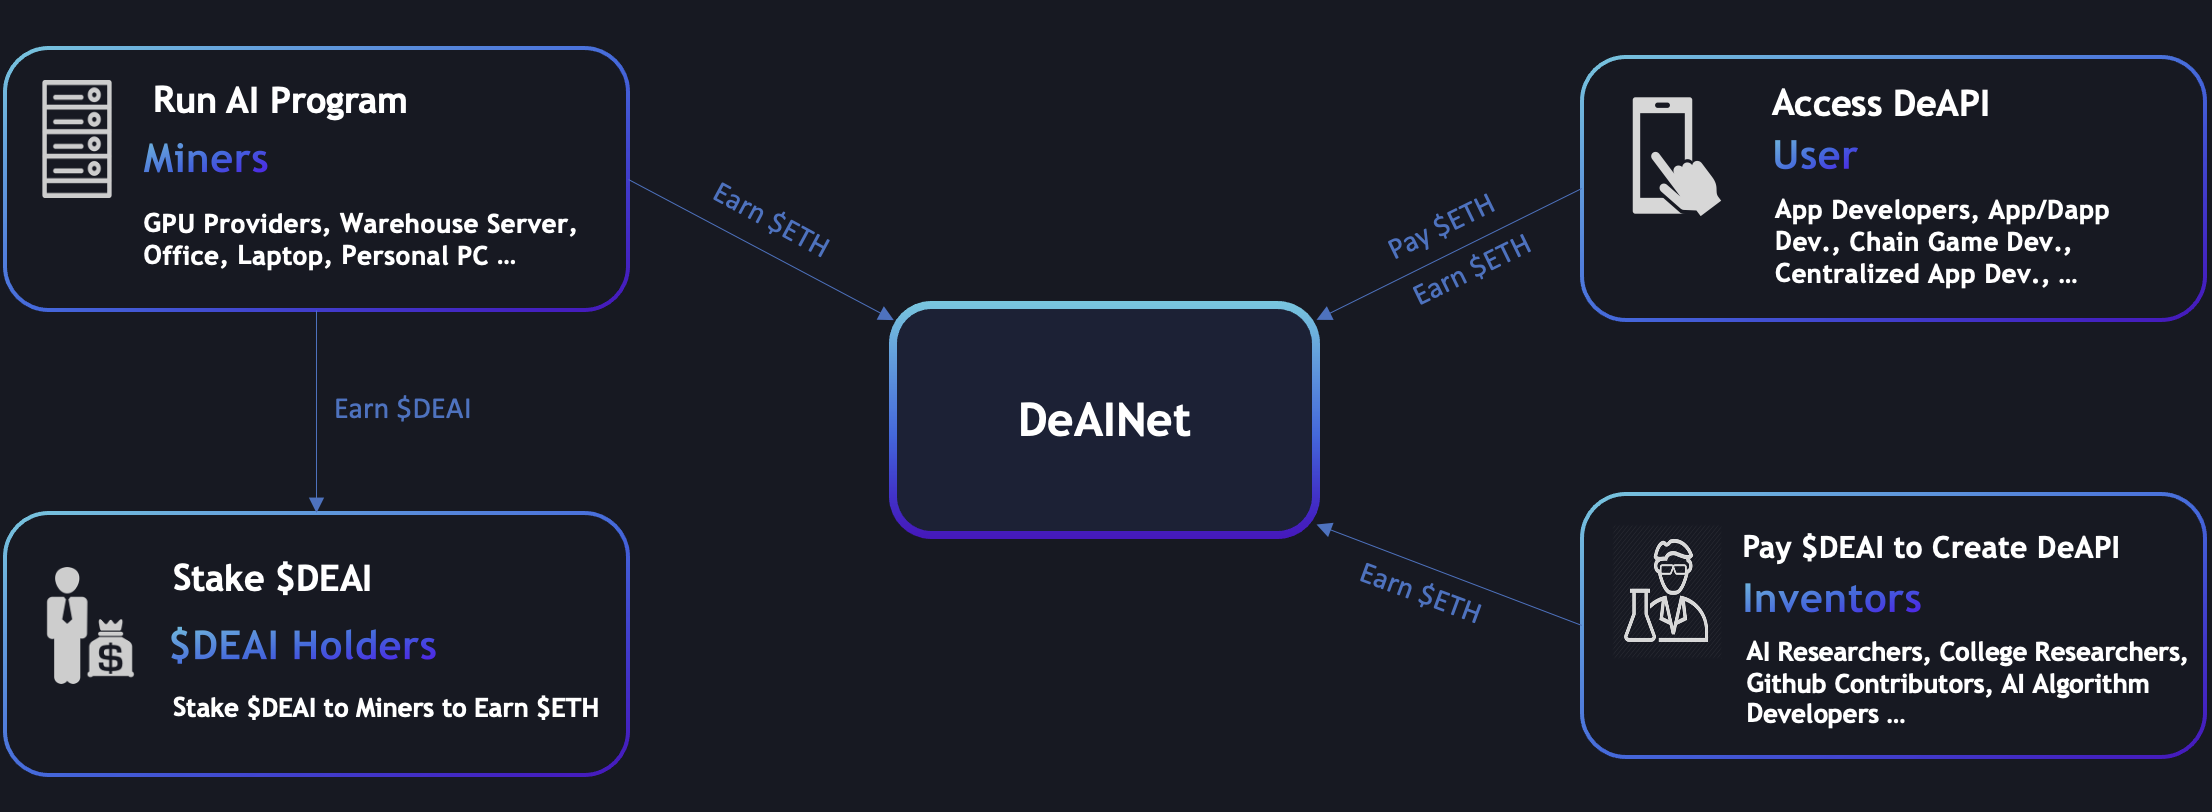 Run AI Program
Miners
GPU Providers, Warehouse Server,
Office, Laptop, Personal PC ...
Earn $ETH
Earn $DEAI
Stake $DEAI
$DEAI Holders
Stake $DEAI to Miners to Earn $ETH
DeAINet
Access DeAPI
User
App Developers, App/Dapp
Dev., Chain Game Dev.,
Centralized App Dev., ...
Pay $ETH
Earn $ETH
Pay $DEAI to Create DeAPI
Inventors
AI Researchers, College Researchers,
Github Contributors, AI Algorithm
Developers ...
Earn $ETH
$